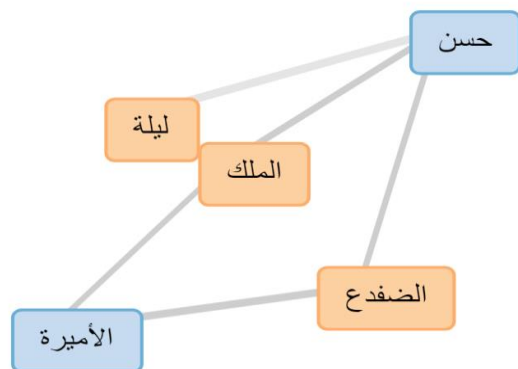 حسن
ليلة
الملك
الضفدع
الأميرة